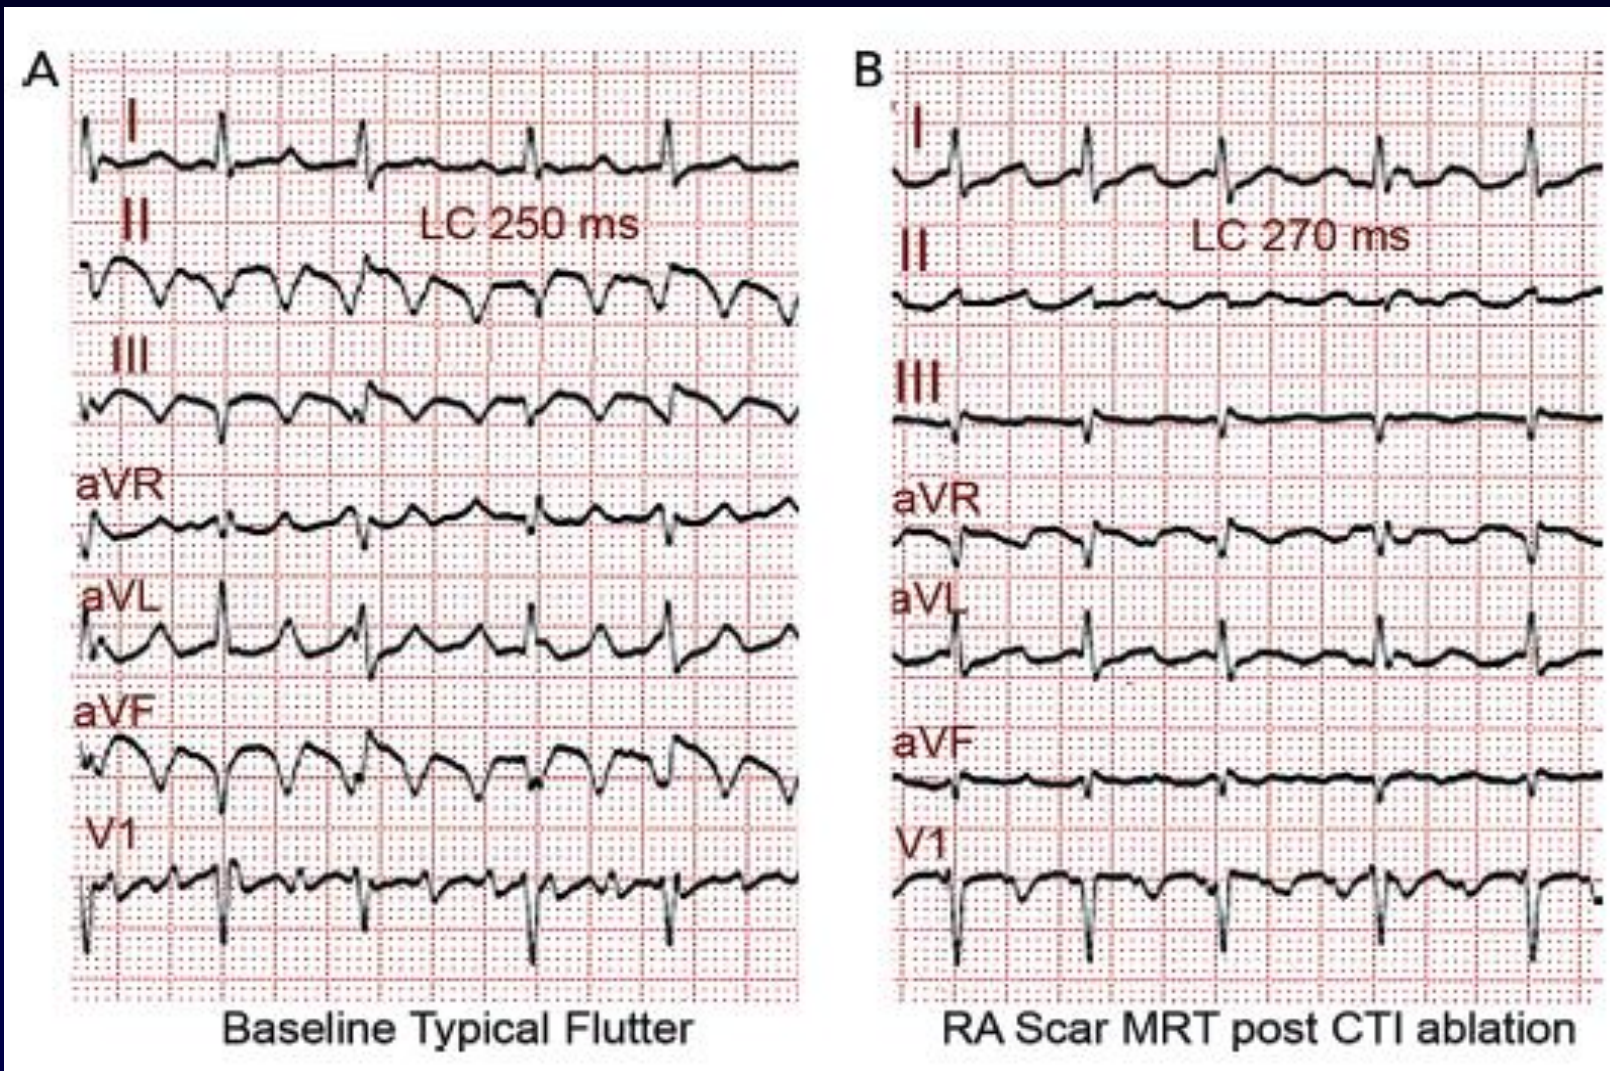 A
I
II
LC 250 ms
III
aVR
aVL
aVF
V1
Baseline Typical Flutter
B
I
II
LC 270 ms
III
aVR
aVL
aVF
V1
RA Scar MRT post CTI ablation